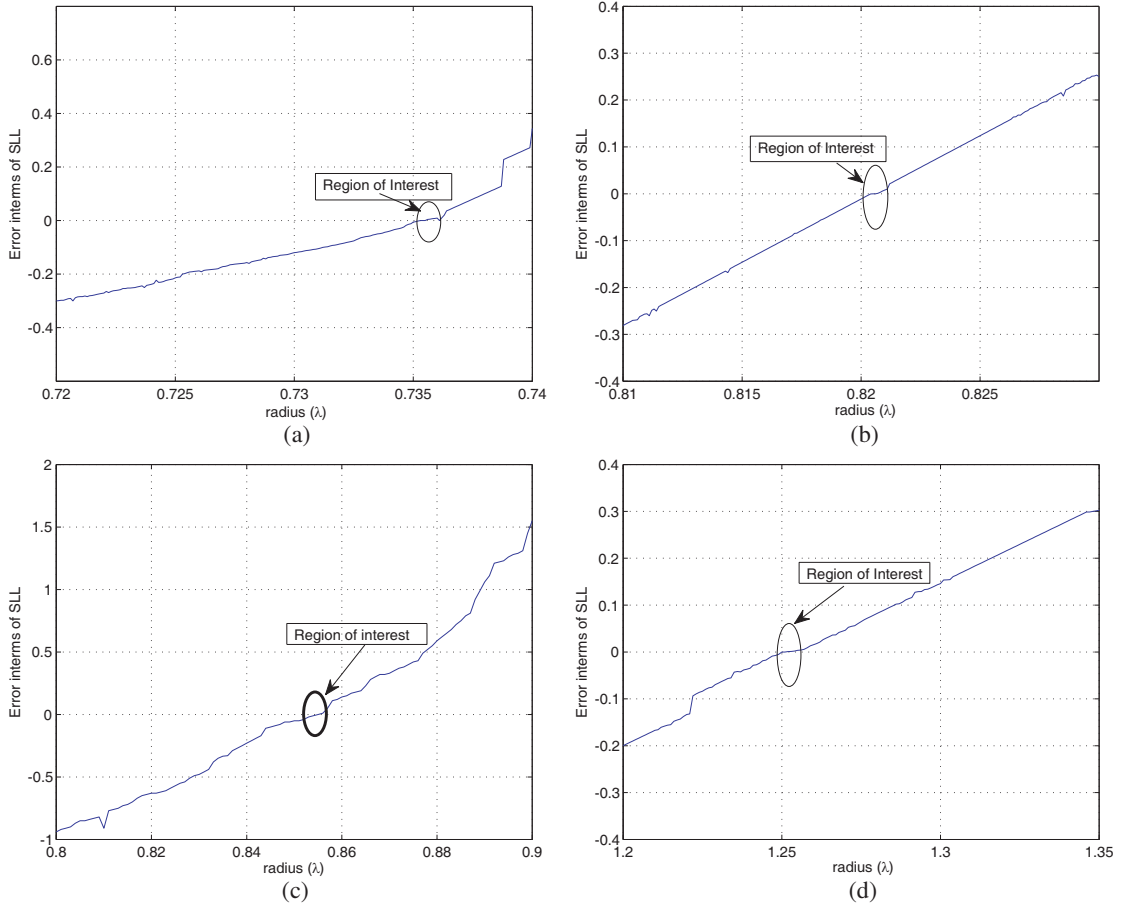 0.6
0.4
0.2
0
-0.2
-0.4
Error interms of SLL
Region of Interest
0.72 0.725 0.73 0.735 0.74
radius (λ)
(a)
0.4
0.3
0.2
0.1
0
-0.1
-0.2
-0.3
-0.4
Error interms of SLL
Region of Interest
0.81 0.815 0.82 0.825
radius (λ)
(b)
2
1.5
1
0.5
0
-0.5
-1
Error interms of SLL
Region of interest
0.8 0.82 0.84 0.86 0.88 0.9
radius (λ)
(c)
0.4
0.3
0.2
0.1
0
-0.1
-0.2
-0.3
-0.4
Error interms of SLL
Region of Interest
1.2 1.25 1.3 1.35
radius (λ)
(d)